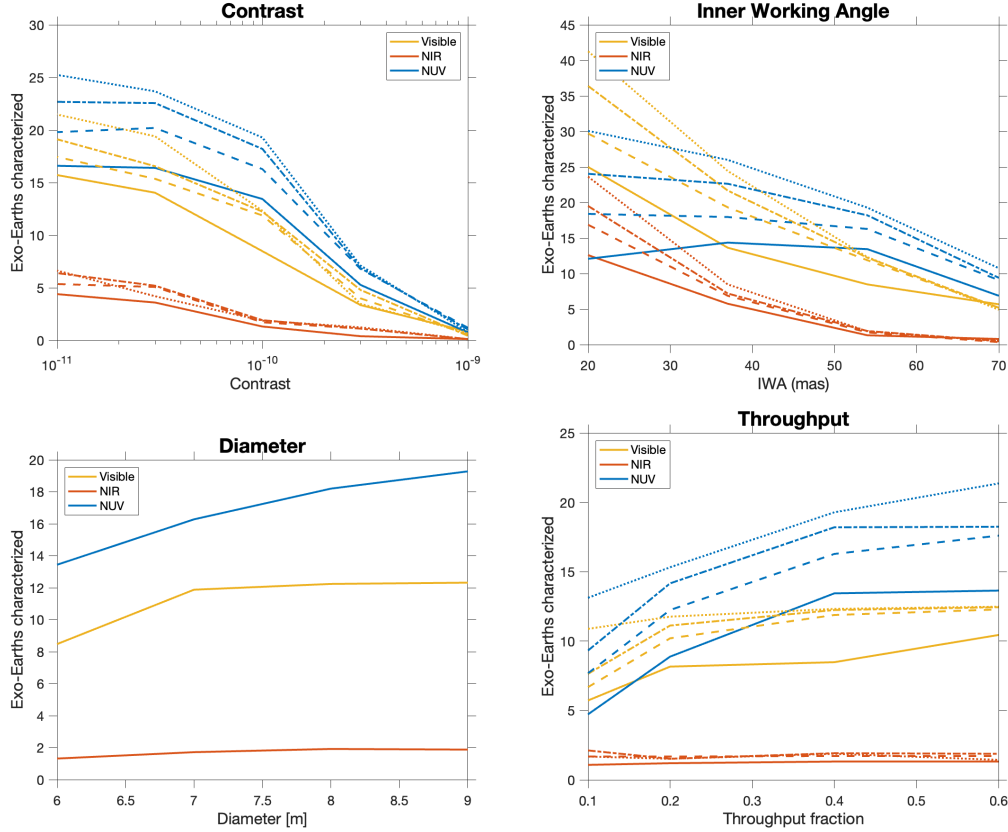 Contrast
Exo-Earths characterized
30
25
20
15
10
5
0
Visible
NIR
NUV
10-11
10-10
10-9
Contrast
Inner Working Angle
Exo-Earths characterized
45
40
35
30
25
20
15
10
5
0
Visible
NIR
NUV
20 30 40 50 60 70
IWA (mas)
Diameter
Exo-Earths characterized
20
18
16
14
12
10
8
6
4
2
0
Visible
NIR
NUV
6 6.5 7 7.5 8 8.5 9
Diameter [m]
Throughput
Exo-Earths characterized
25
20
15
10
5
0
Visible
NIR
NUV
0.1 0.2 0.3 0.4 0.5 0.6
Throughput fraction